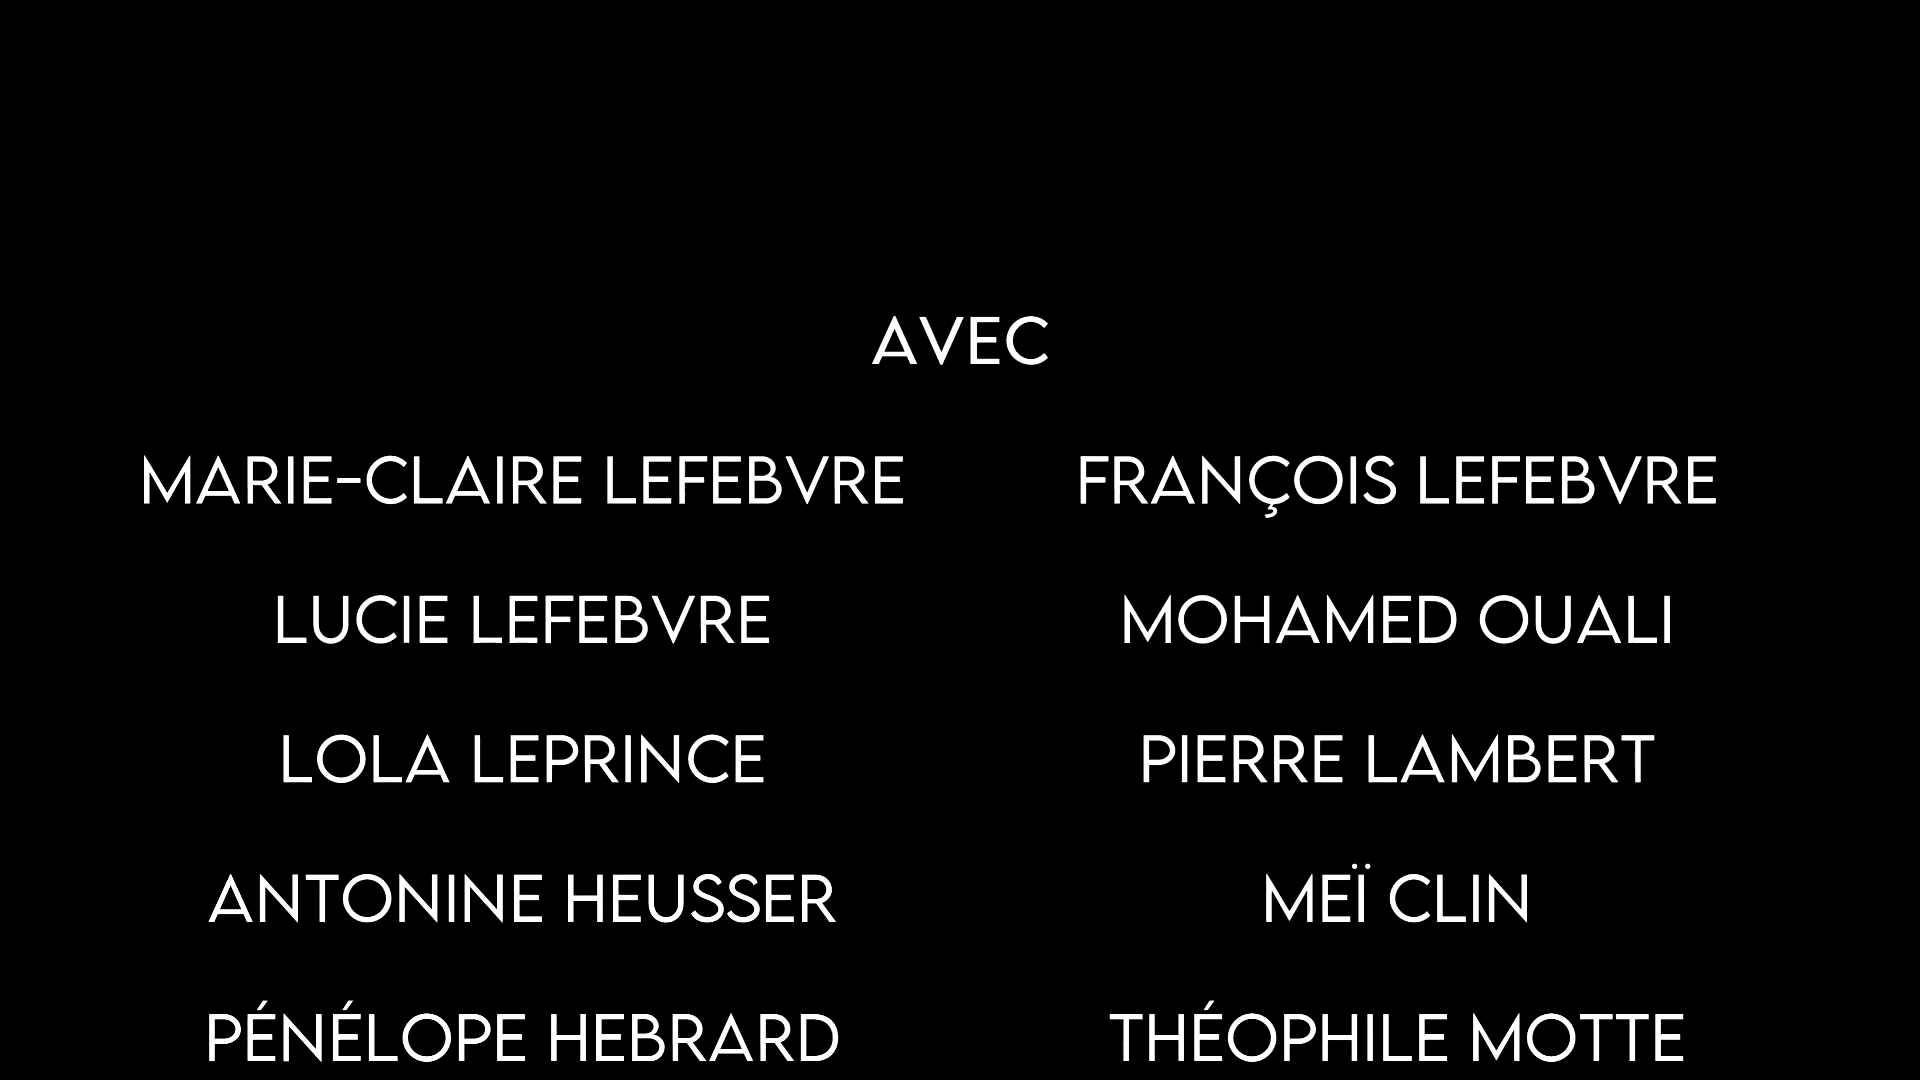 AVEC
MARIE-CLAIRE LEFEBVRE FRANÇOIS LEFEBVRE
LUCIE LEFEBVRE MOHAMED OUALI
LOLA LEPRINCE PIERRE LAMBERT
ANTONINE HEUSSER MEÏ CLIN
PÉNÉLOPE HEBRARD THÉOPHILE MOTTE